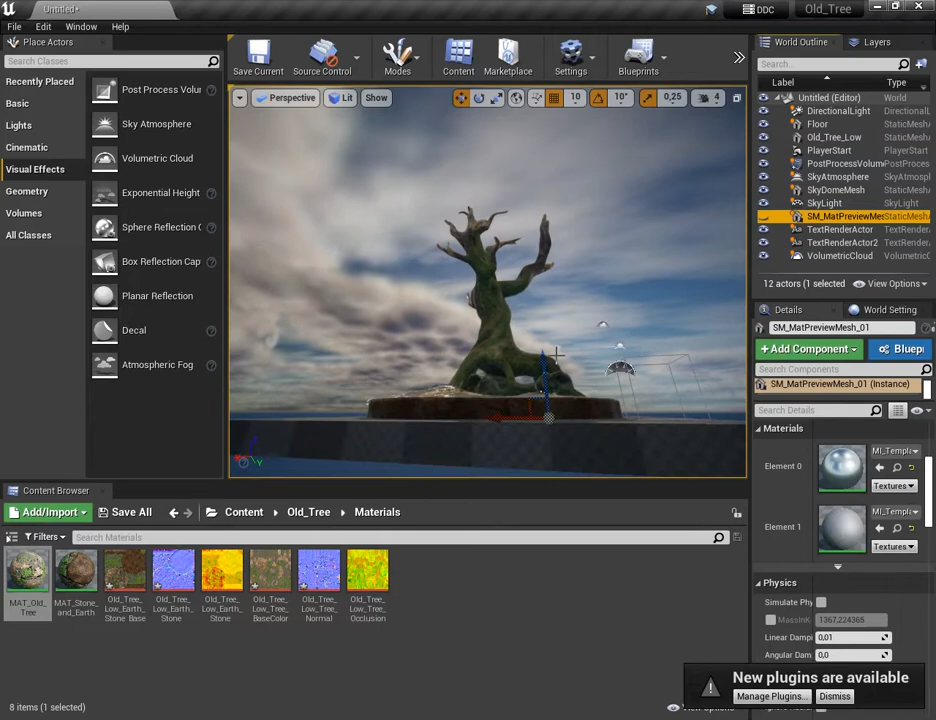 Untitled*
DDC
Old_Tree
File Edit Window Help
Place Actors
Search Classes
Recently Placed
Basic
Lights
Cinematic
Visual Effects
Geometry
Volumes
All Classes
Post Process Volu
Sky Atmosphere
Volumetric Cloud
Exponential Height
Sphere Reflection C
Box Reflection Cap
Planar Reflection
Decal
Atmospheric Fog
Save Current
Source Control
Modes
Content
Marketplace
Settings
Blueprints
Perspective
Lit
Show
10
10°
0,25
4
Y
World Outline
Layers
Search...
Label Type
Untitled (Editor) World
DirectionalLight Directional
Floor StaticMesh
Old_Tree_Low StaticMesh
PlayerStart PlayerStart
PostProcessVolum PostProces
SkyAtmosphere SkyAtmosp
SkyDomeMesh StaticMesh
SkyLight SkyLight
SM_MatPreviewMes StaticMesh
TextRenderActor TextRender
TextRenderActor2 TextRender
VolumetricCloud VolumetricC
12 actors (1 selected
View Options
Details
World Setting
SM_MatPreviewMesh_01
+ Add Component
Bluepr
Search Components
SM_MatPreviewMesh_01 (Instance)
Search Details
Materials
Element 0
MI_Templa
Textures
Element 1
MI_Templa
Textures
Physics
Simulate Phy
MassInK 1367,224365
Linear Dampi 0,01
Angular Dam 0,0
Content Browser
Add/Import
Save All
Content
Old_Tree
Materials
Filters
Search Materials
MAT_Old_
Tree
MAT_Stone_
and_Earth
Old_Tree_
Low_Earth_
Stone_Base
Old_Tree_
Low_Earth_
Stone
Old_Tree_
Low_Earth_
Stone
Old_Tree_
Low_Tree_
BaseColor
Old_Tree_
Low_Tree_
Normal
Old_Tree_
Low_Tree_
Occlusion
8 items (1 selected)
New plugins are available
Manage Plugins...
Dismiss